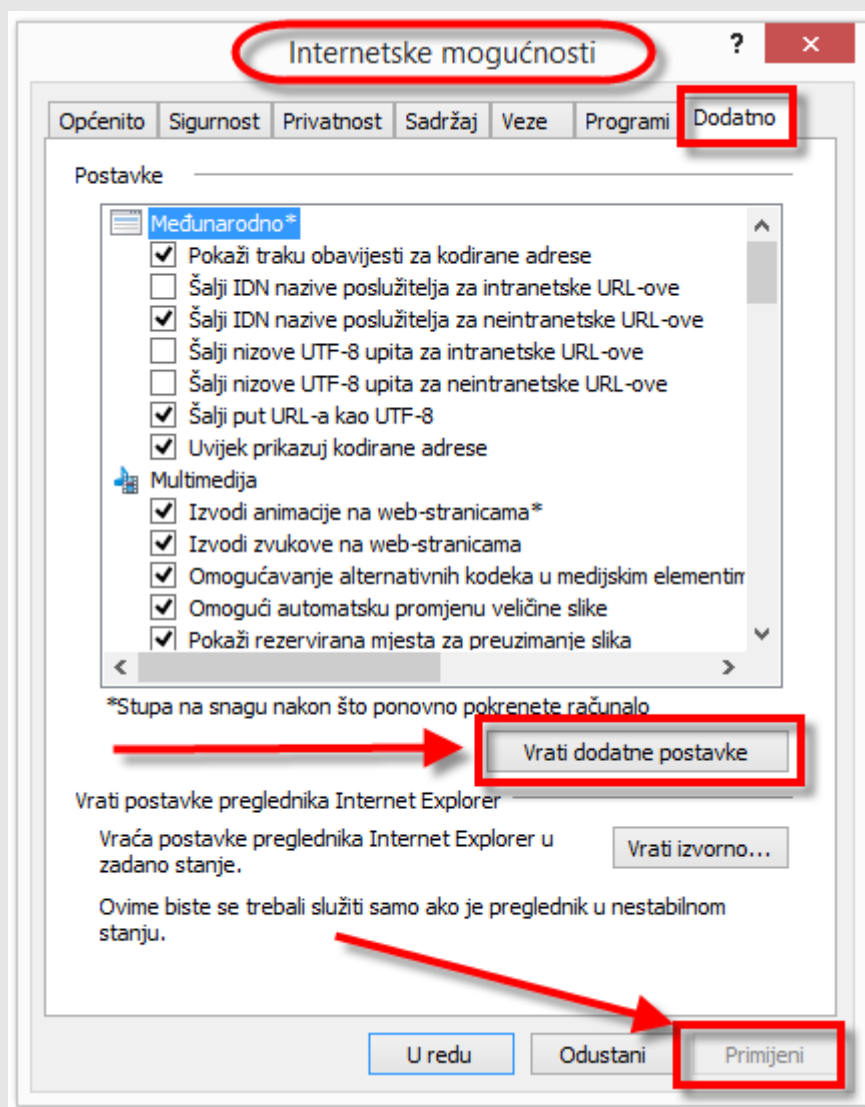 Internetske mogućnosti
?
Općenito Sigurnost Privatnost Sadržaj Veze Programi Dodatno
Postavke
Međunarodno*
Pokaži traku obavijesti za kodirane adrese
Šalji IDN nazive poslužitelja za intranetske URL-ove
Šalji IDN nazive poslužitelja za neintranetske URL-ove
Šalji nizove UTF-8 upita za intranetske URL-ove
Šalji nizove UTF-8 upita za neintranetske URL-ove
Šalji put URL-a kao UTF-8
Uvijek prikazuj kodirane adrese
Multimedija
Izvodi animacije na web-stranicama*
Izvodi zvukove na web-stranicama
Omogućavanje alternativnih kodeka u medijskim
Omogući automatsku promjenu veličine slike
Pokaži rezervirana mjesta za preuzimanje slika
*Stupa na snagu nakon što ponovno pokrenete računalo
Vrati dodatne postavke
Vrati postavke preglednika Internet Explorer
Vraća postavke preglednika Internet Explorer u
zadano stanje.
Vrati izvorno...
Ovime biste se trebali služiti samo ako je preglednik u nestabilnom
stanju.
U redu Odustani Primijeni